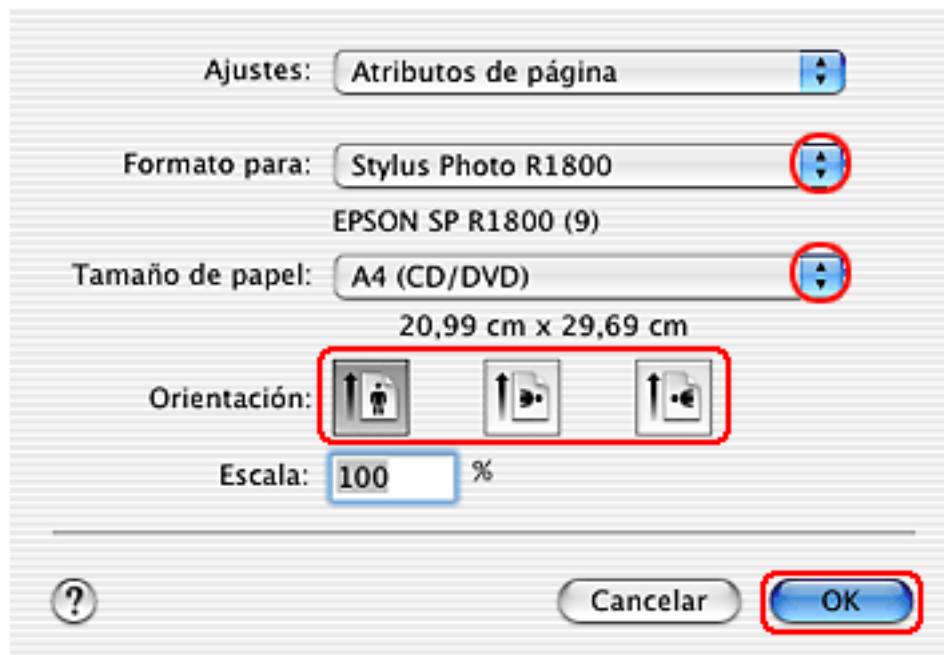 Ajustes: Atributos de página
Formato para: Stylus Photo R1800
EPSON SP R1800 (9)
Tamaño de papel: A4 (CD/DVD)
20,99 cm x 29,69 cm
Orientación:
Escala: 100 %
? Cancelar OK